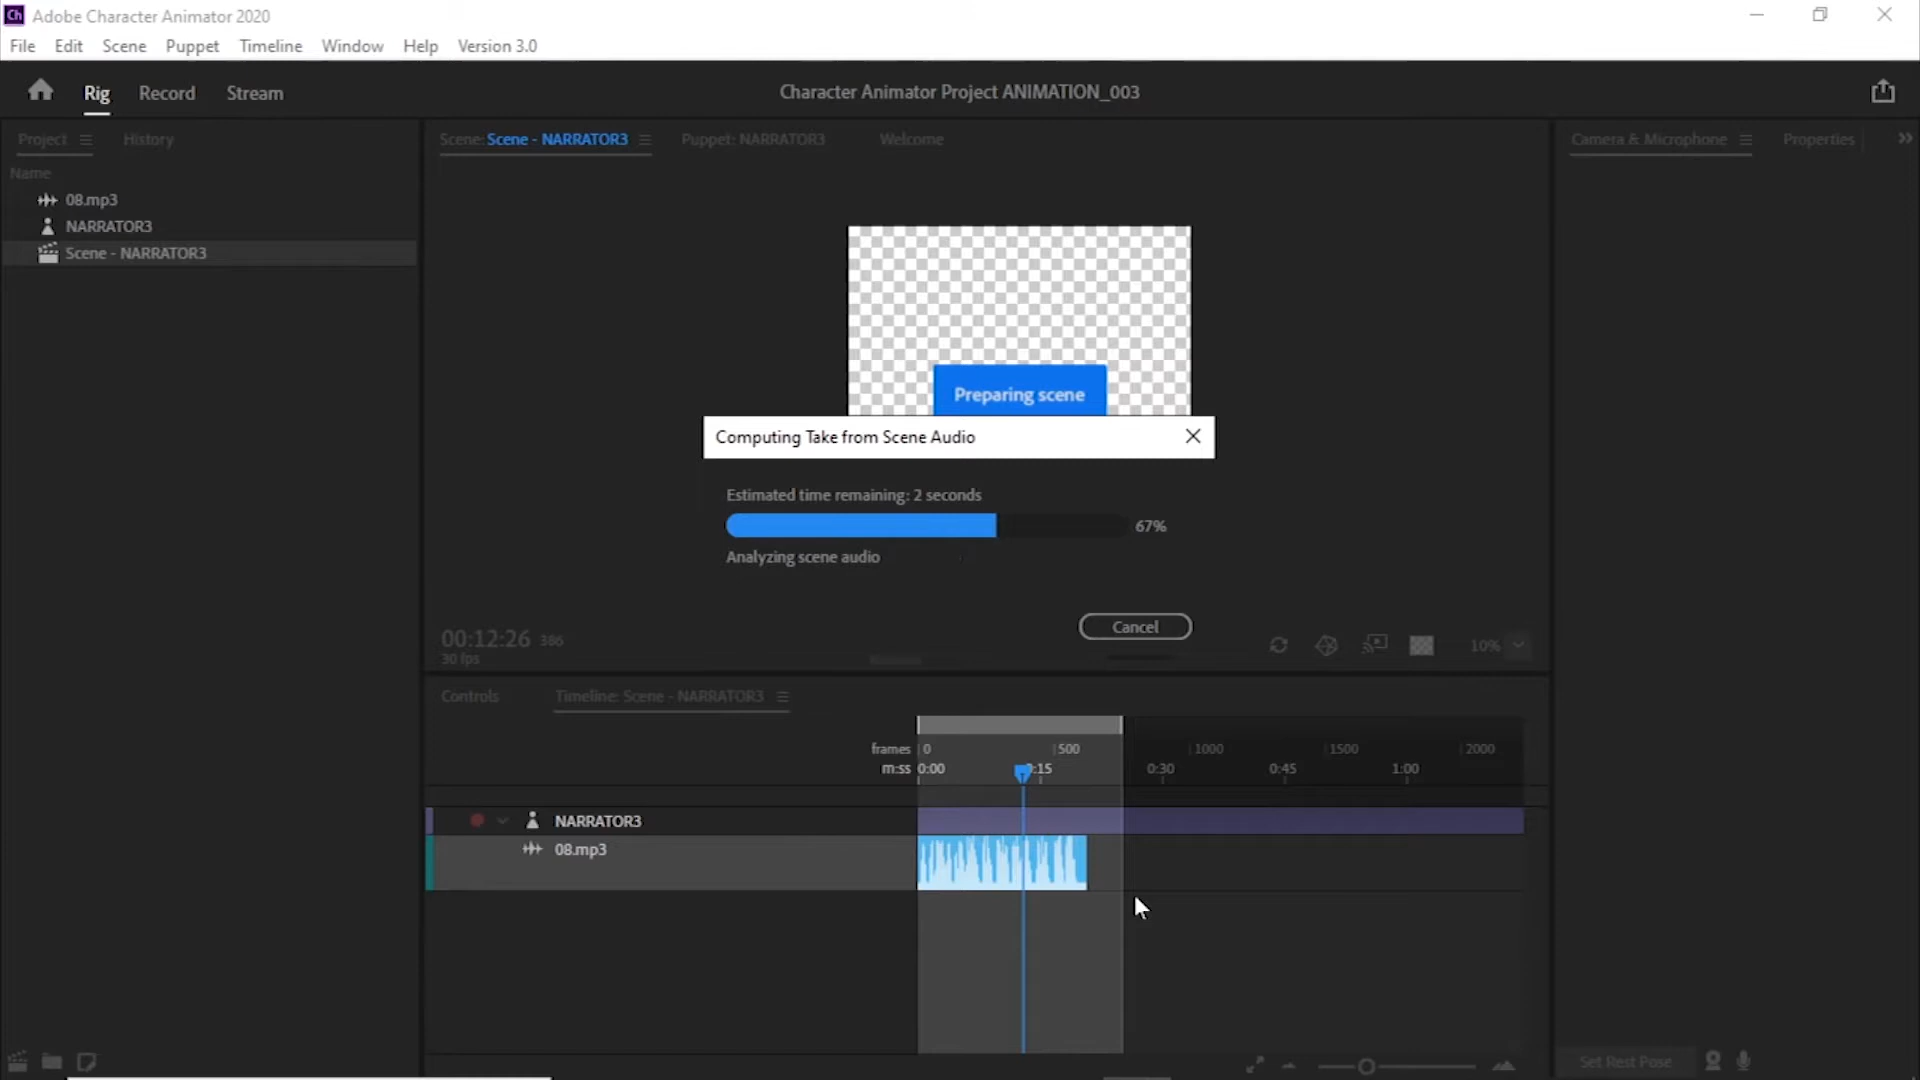 Ch Adobe Character Animator 2020
File Edit Scene Puppet Timeline Window Help Version 3.0
Rig Record Stream Character Animator Project ANIMATION_003
Project History
Name
08.mp3
NARRATOR3
Scene - NARRATOR3
Scene: Scene - NARRATOR3 Puppet: NARRATOR3 Welcome
Camera & Microphone Properties
Preparing scene
Computing Take from Scene Audio
Estimated time remaining: 2 seconds
67%
Analyzing scene audio
Cancel
00:12:26 386
30 fps
10%
Controls Timeline: Scene - NARRATOR3
frames 0 500 1000 1500 2000
m:ss 0:00 0:15 0:30 0:45 1:00
NARRATOR3
08.mp3
Set Rest Pose